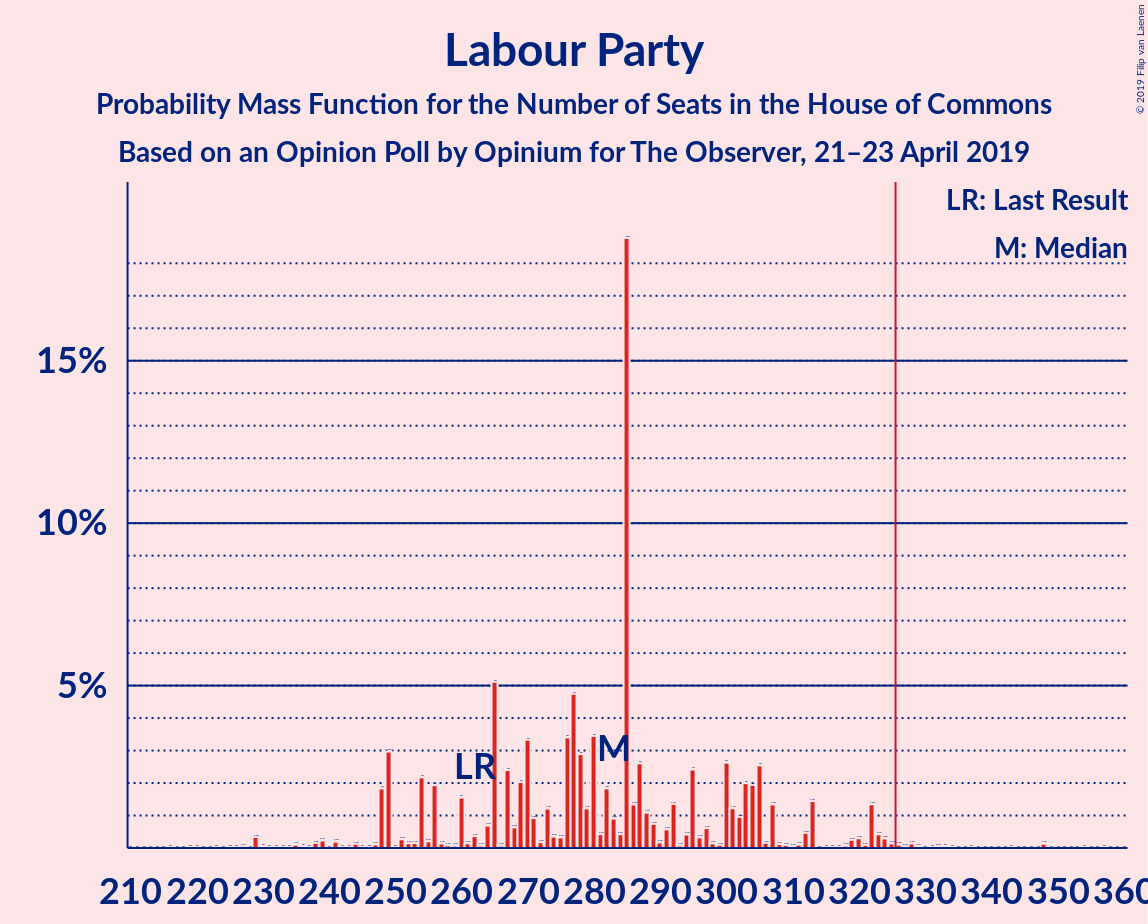 Labour Party
Probability Mass Function for the Number of Seats in the House of Commons
Based on an Opinion Poll by Opinium for The Observer, 21–23 April 2019
© 2019 Filip van Laenen
LR: Last Result
M: Median
15%
10%
5%
LR
M
210 220 230 240 250 260 270 280 290 300 310 320 330 340 350 360